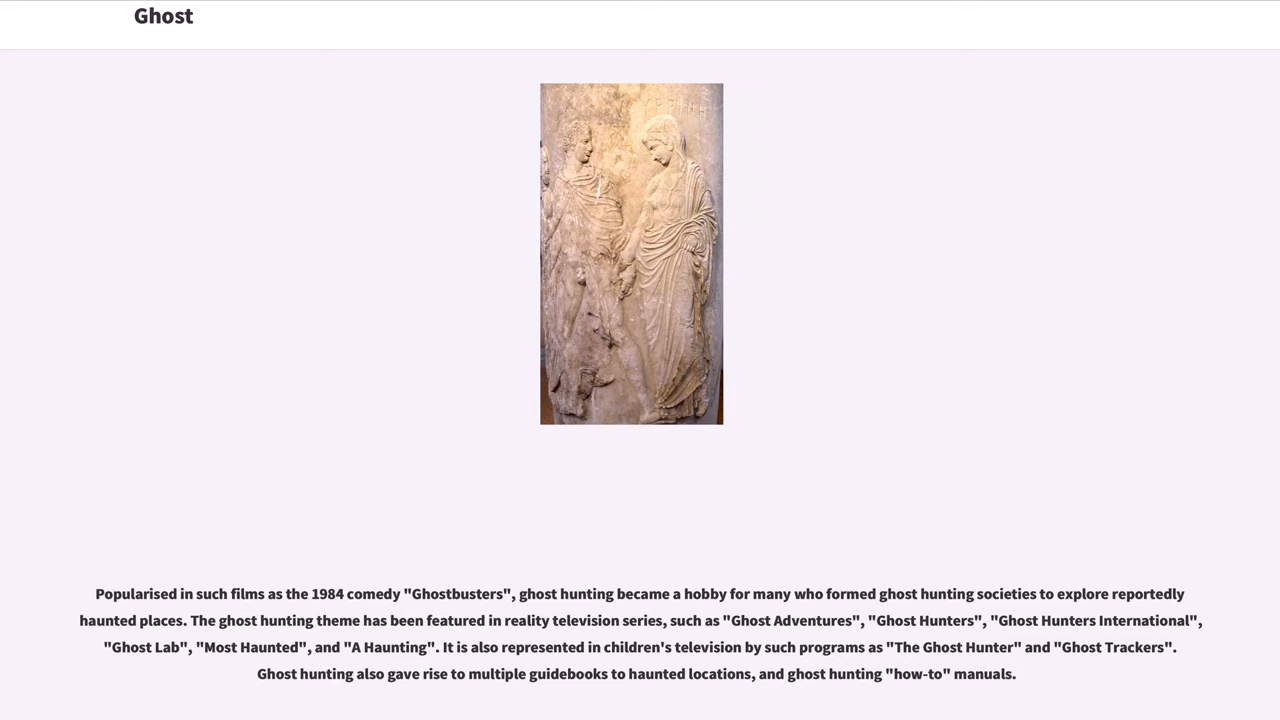 Ghost
Popularised in such films as the 1984 comedy "Ghostbusters", ghost hunting became a hobby for many who formed ghost hunting societies to explore reportedly
haunted places. The ghost hunting theme has been featured in reality television series, such as "Ghost Adventures", "Ghost Hunters", "Ghost Hunters International",
"Ghost Lab", "Most Haunted", and "A Haunting". It is also represented in children's television by such programs as "The Ghost Hunter" and "Ghost Trackers".
Ghost hunting also gave rise to multiple guidebooks to haunted locations, and ghost hunting "how-to" manuals.